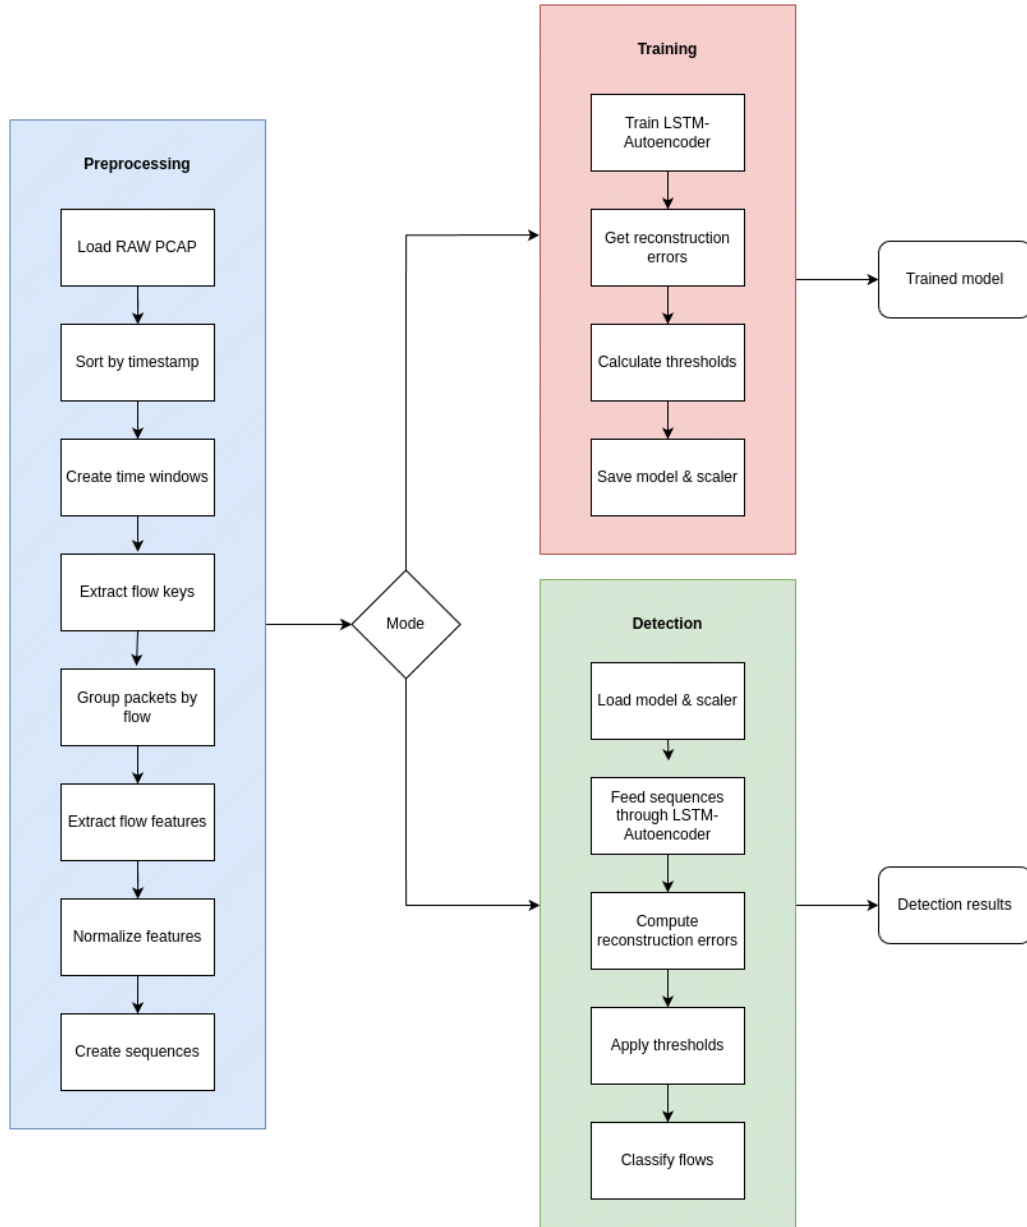 Preprocessing
Load RAW PCAP
Sort by timestamp
Create time windows
Extract flow keys
Group packets by
flow
Extract flow features
Normalize features
Create sequences
Mode
Training
Train LSTM-
Autoencoder
Get reconstruction
errors
Calculate thresholds
Save model & scaler
Trained model
Detection
Load model & scaler
Feed sequences
through LSTM-
Autoencoder
Compute
reconstruction errors
Apply thresholds
Classify flows
Detection results